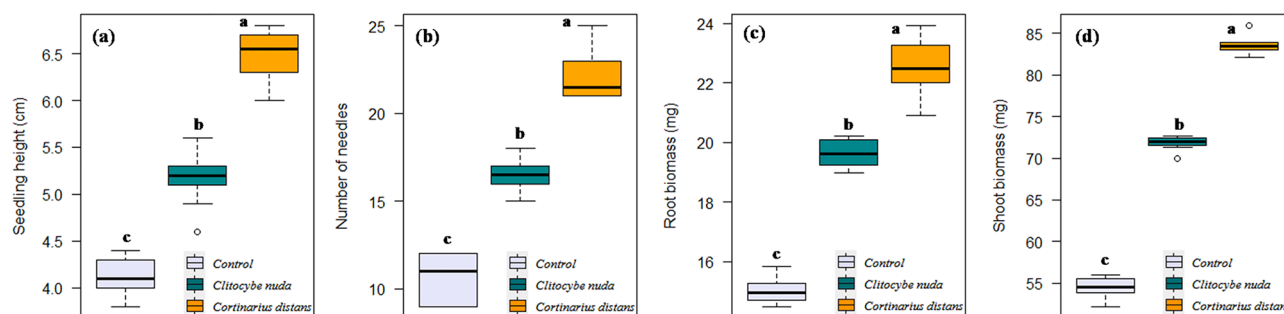 (a)
Seedling height (cm)
6.5
6.0
5.5
5.0
4.5
4.0
a
b
c
Control
Clitocybe nuda
Cortinarius distans
(b)
Number of needles
25
20
15
10
a
b
c
Control
Clitocybe nuda
Cortinarius distans
(c)
Root biomass (mg)
24
22
20
18
16
a
b
c
Control
Clitocybe nuda
Cortinarius distans
(d)
Shoot biomass (mg)
85
80
75
70
65
60
55
a
b
c
Control
Clitocybe nuda
Cortinarius distans